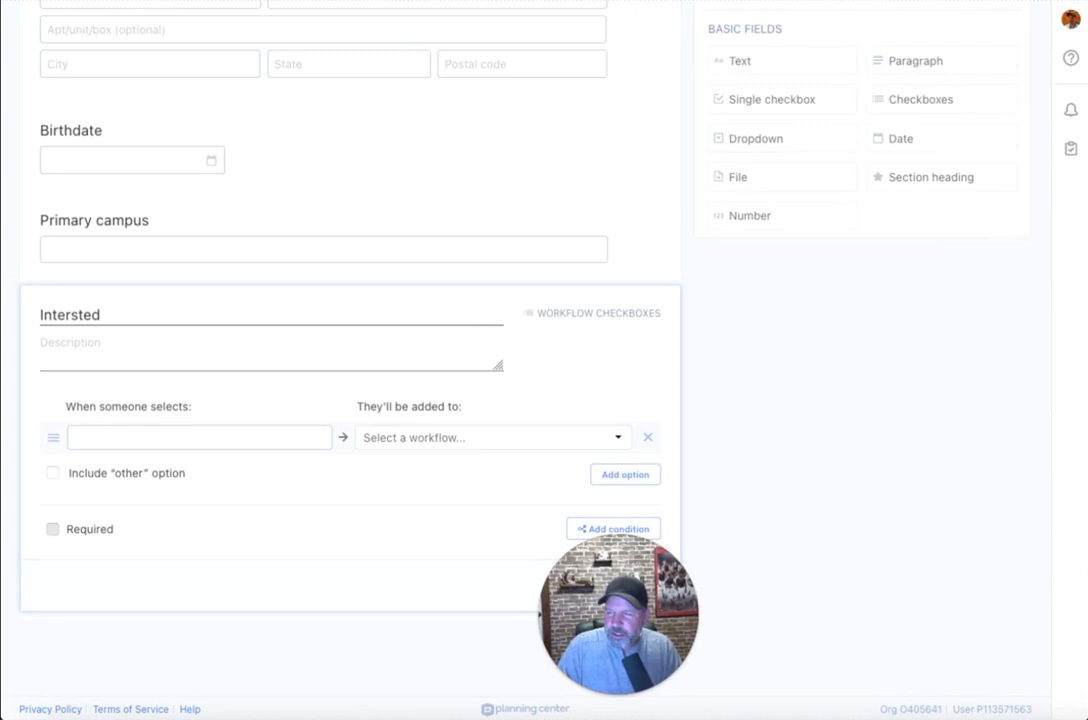 Apt/unit/box (optional)
City State Postal code
Birthdate
Primary campus
Intersted
WORKFLOW CHECKBOXES
Description
When someone selects: They'll be added to:
→ Select a workflow...
Include "other" option Add option
Required Add condition
BASIC FIELDS
Aa Text Paragraph
Single checkbox Checkboxes
Dropdown Date
File Section heading
123 Number
Privacy Policy | Terms of Service | Help planning center Org O405641 | User P113571563